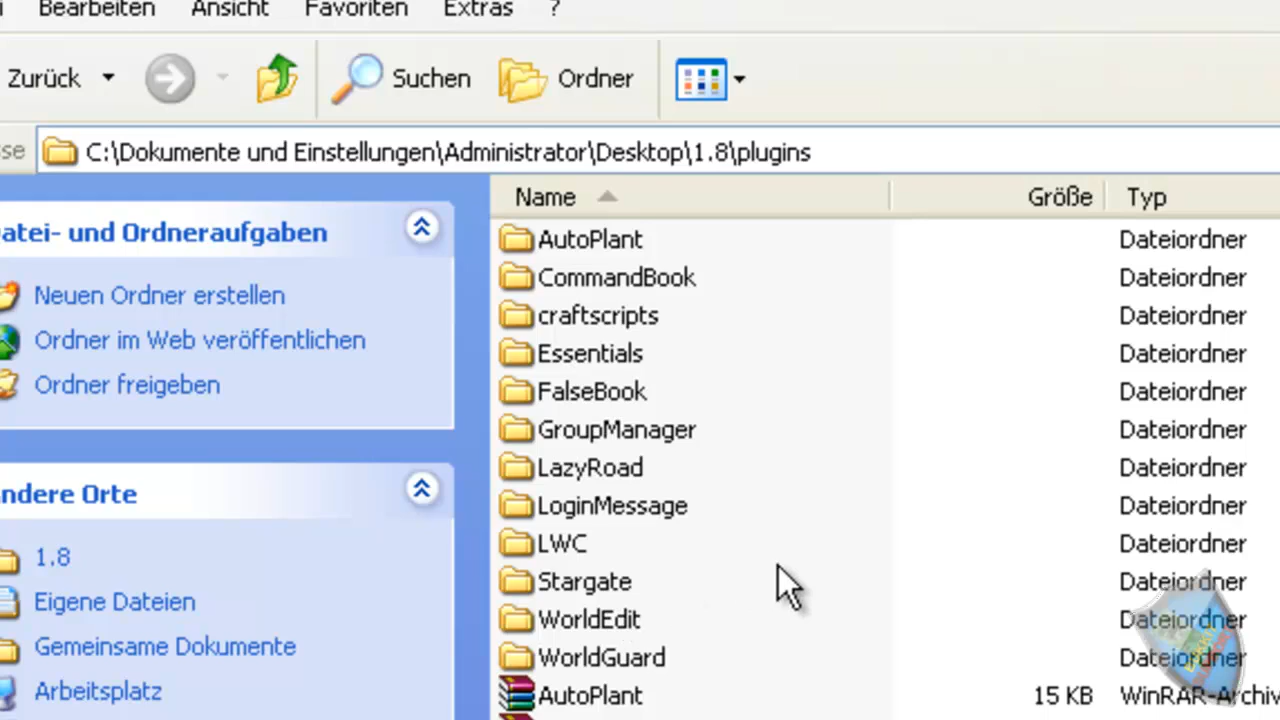 Bearbeiten Ansicht Favoriten Extras ?
Zurück Suchen Ordner
C:\Dokumente und Einstellungen\Administrator\Desktop\1.8\plugins
Name Größe Typ
AutoPlant Dateiordner
CommandBook Dateiordner
craftscripts Dateiordner
Essentials Dateiordner
FalseBook Dateiordner
GroupManager Dateiordner
LazyRoad Dateiordner
LoginMessage Dateiordner
LWC Dateiordner
Stargate Dateiordner
WorldEdit Dateiordner
WorldGuard Dateiordner
AutoPlant 15 KB WinRAR-Archiv
atei- und Ordneraufgaben
Neuen Ordner erstellen
Ordner im Web veröffentlichen
Ordner freigeben
ndere Orte
1.8
Eigene Dateien
Gemeinsame Dokumente
Arbeitsplatz